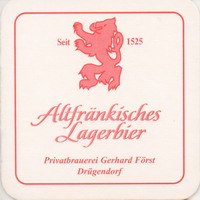 Seit 1525
Altfränkisches
Lagerbier
Privatbrauerei Gerhard Först
Drügendorf